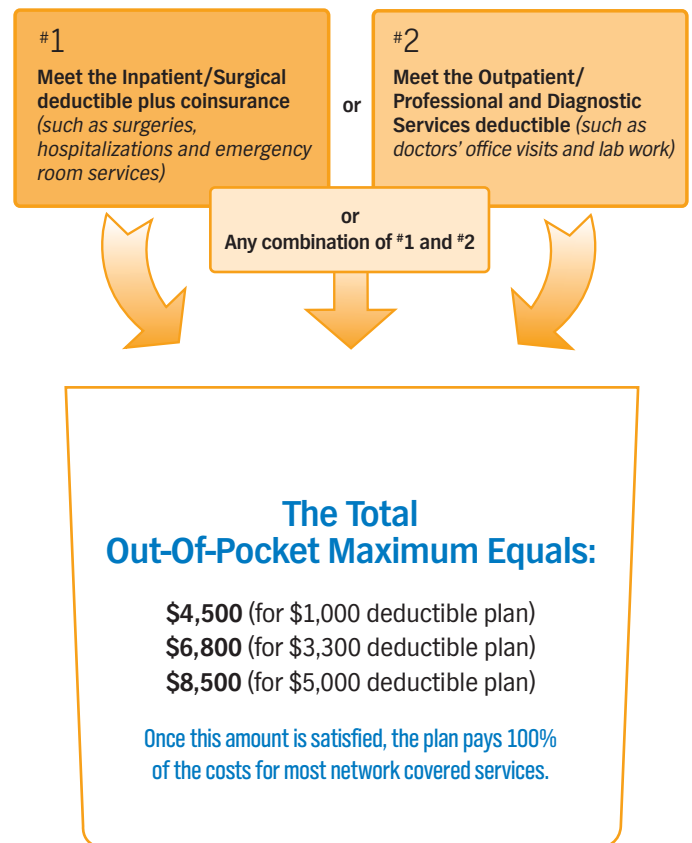 #1
Meet the Inpatient/Surgical
deductible plus coinsurance
(such as surgeries,
hospitalizations and emergency
room services)
or
#2
Meet the Outpatient/
Professional and Diagnostic
Services deductible (such as
doctors' office visits and lab work)
or
Any combination of #1 and #2
The Total
Out-Of-Pocket Maximum Equals:
$4,500 (for $1,000 deductible plan)
$6,800 (for $3,300 deductible plan)
$8,500 (for $5,000 deductible plan)
Once this amount is satisfied, the plan pays 100%
of the costs for most network covered services.